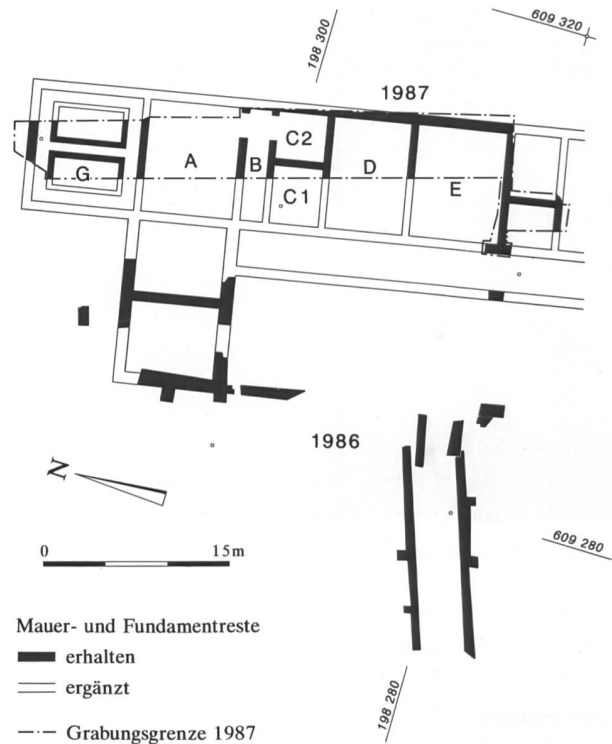 609 320
198 300
1987
C2
A
B
D
G
C1
E
1986
N
609 280
0 15m
Mauer- und Fundamentreste
erhalten
ergänzt
198 280
Grabungsgrenze 1987